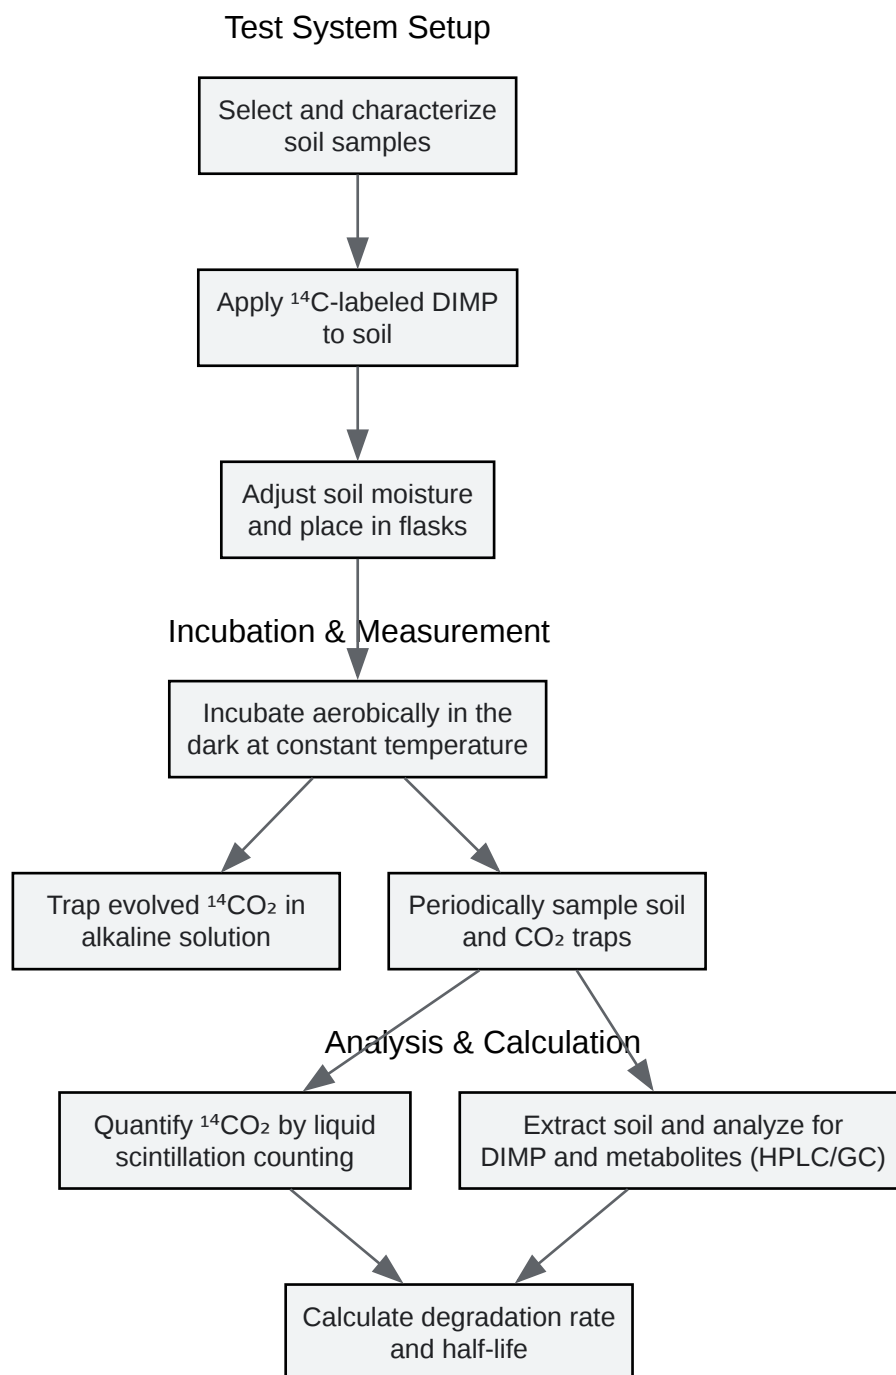 Test System Setup
Select and characterize
soil samples
Apply ¹⁴C-labeled DIMP
to soil
Adjust soil moisture
and place in flasks
Incubation & Measurement
Incubate aerobically in the
dark at constant temperature
Trap evolved ¹⁴CO₂ in
alkaline solution
Periodically sample soil
and CO₂ traps
Analysis & Calculation
Quantify ¹⁴CO₂ by liquid
scintillation counting
Extract soil and analyze for
DIMP and metabolites (HPLC/GC)
Calculate degradation rate
and half-life